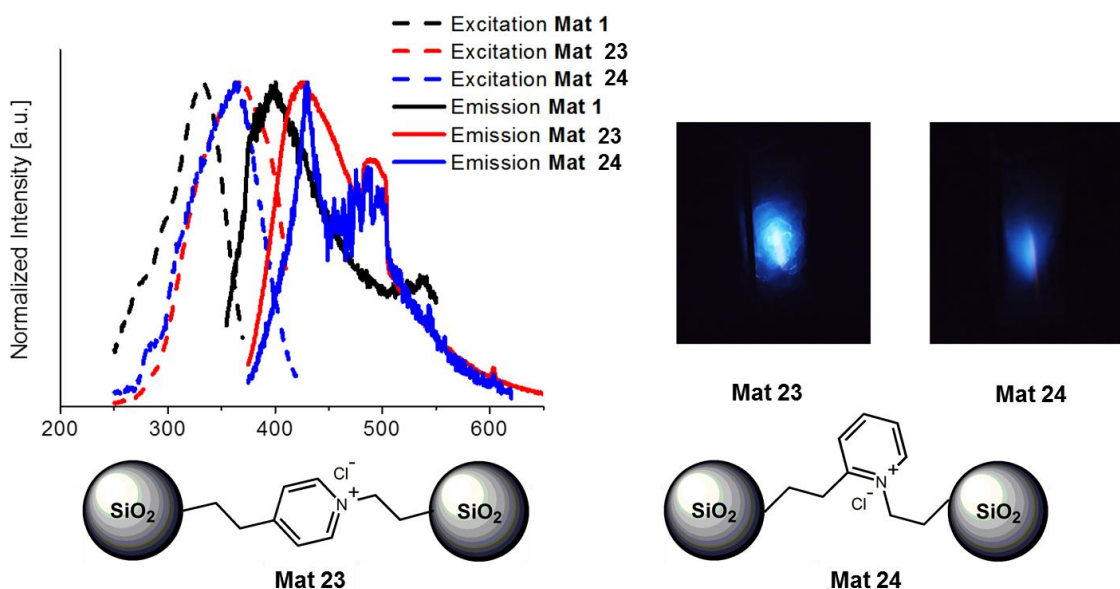 Excitation Mat 1
Excitation Mat 23
Excitation Mat 24
Emission Mat 1
Emission Mat 23
Emission Mat 24
Normalized Intensity [a.u.]
200 300 400 500 600
Mat 23 Mat 24
SiO₂ Cl⁻ N⁺ SiO₂
SiO₂ Cl⁻ N⁺ SiO₂
Mat 23
Mat 24